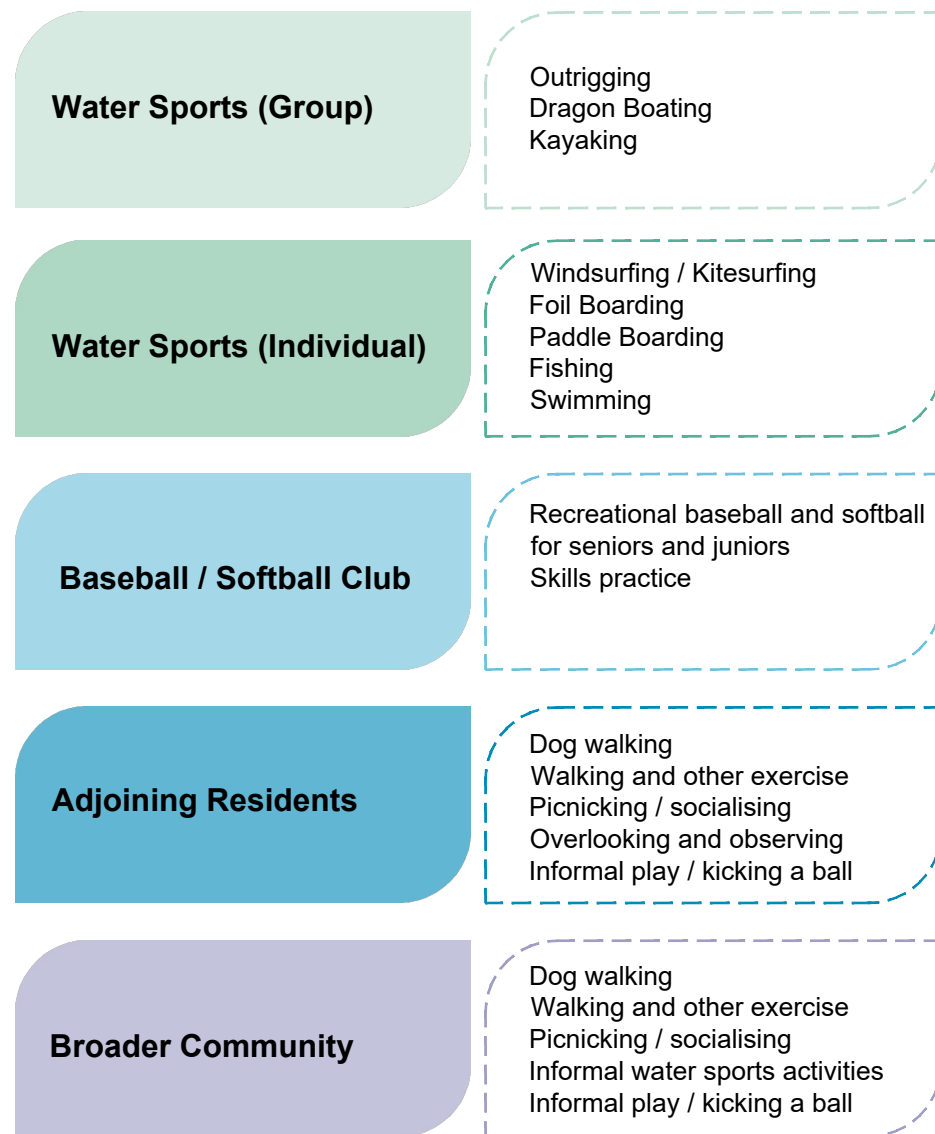 Water Sports (Group)
Outrigging
Dragon Boating
Kayaking
Water Sports (Individual)
Windsurfing / Kitesurfing
Foil Boarding
Paddle Boarding
Fishing
Swimming
Baseball / Softball Club
Recreational baseball and softball
for seniors and juniors
Skills practice
Adjoining Residents
Dog walking
Walking and other exercise
Picnicking / socialising
Overlooking and observing
Informal play / kicking a ball
Broader Community
Dog walking
Walking and other exercise
Picnicking / socialising
Informal water sports activities
Informal play / kicking a ball